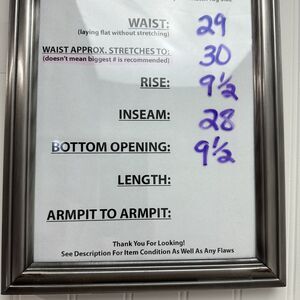 WAIST: 29
(laying flat without stretching)
WAIST APPROX. STRETCHES TO: 30
(doesn't mean biggest # is recommended)
RISE: 9½
INSEAM: 28
BOTTOM OPENING: 9½
LENGTH:
ARMPIT TO ARMPIT:
Thank You For Looking!
See Description For Item Condition As Well As Any Flaws